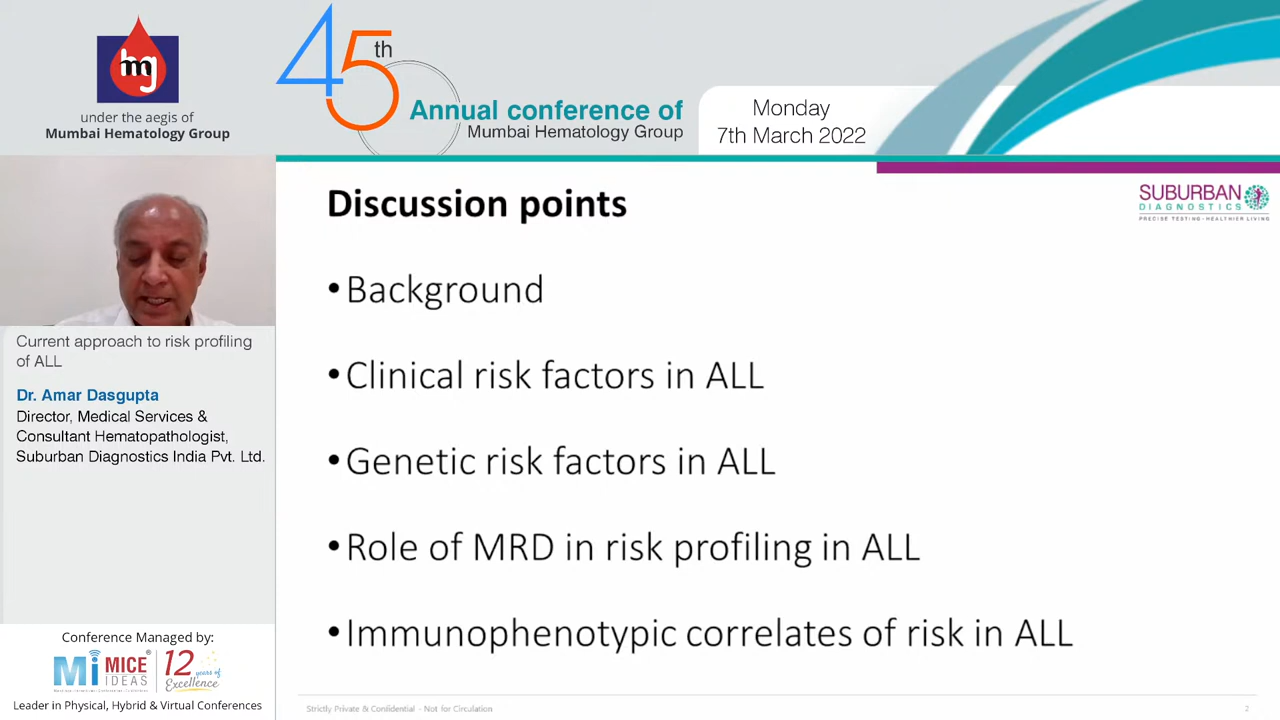 hmg
under the aegis of
Mumbai Hematology Group
45th
Annual conference of
Mumbai Hematology Group
Monday
7th March 2022
SUBURBAN
DIAGNOSTICS
PRECISE TESTING-HEALTHIER LIVING
Current approach to risk profiling
of ALL
Dr. Amar Dasgupta
Director, Medical Services &
Consultant Hematopathologist,
Suburban Diagnostics India Pvt. Ltd.
Discussion points
•Background
•Clinical risk factors in ALL
•Genetic risk factors in ALL
•Role of MRD in risk profiling in ALL
•Immunophenotypic correlates of risk in ALL
Conference Managed by:
Mi MICE IDEAS®
12 years of Excellence
Leader in Physical, Hybrid & Virtual Conferences
Strictly Private & Confidential - Not for Circulation
2